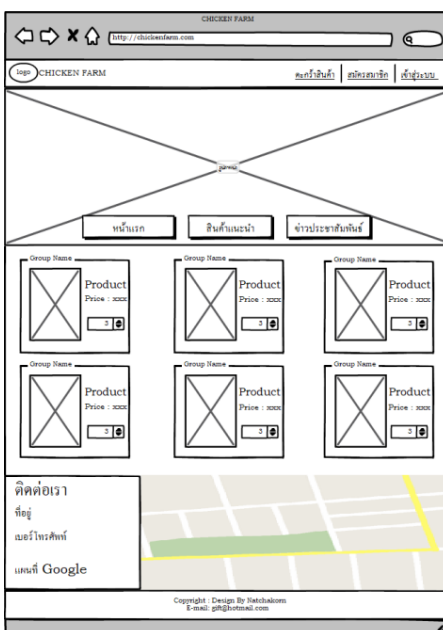 CHICKEN FARM
http://chickenfarm.com
logo CHICKEN FARM
ตะกร้าสินค้า สมัครสมาชิก เข้าสู่ระบบ
หน้าแรก สินค้าแนะนำ ข่าวประชาสัมพันธ์
Group Name Group Name Group Name
Product Product Product
Price : xxx Price : xxx Price : xxx
3 3 3
Group Name Group Name Group Name
Product Product Product
Price : xxx Price : xxx Price : xxx
3 3 3
ติดต่อเรา
ที่อยู่
เบอร์โทรศัพท์
แผนที่ Google
Copyright : Design By Natchakorn
E-mail: gift@hotmail.com